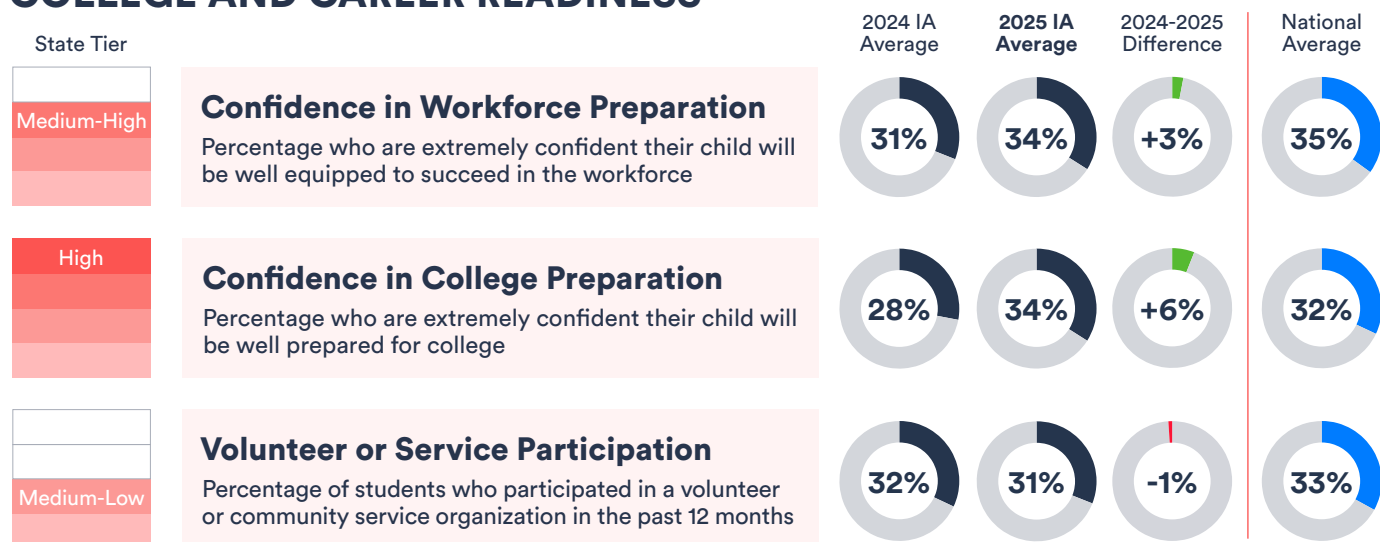 COLLEGE AND CAREER READINESS
State Tier
2024 IA
Average
2025 IA
Average
2024-2025
Difference
National
Average
Medium-High
Confidence in Workforce Preparation
Percentage who are extremely confident their child will
be well equipped to succeed in the workforce
31%
34%
+3%
35%
High
Confidence in College Preparation
Percentage who are extremely confident their child will
be well prepared for college
28%
34%
+6%
32%
Medium-Low
Volunteer or Service Participation
Percentage of students who participated in a volunteer
or community service organization in the past 12 months
32%
31%
-1%
33%